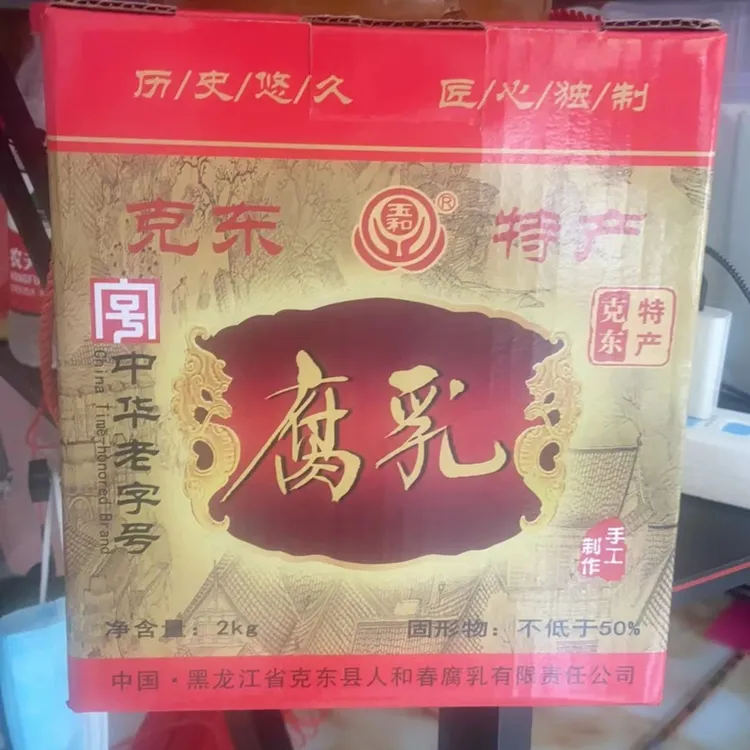 历/史/悠/久 匠/心/独/制
克东 玉和® 特产
特产
克东
号
中华老字号
China Time-honored Brand
腐乳
手工
制作
净含量：2kg 固形物：不低于50%
中国·黑龙江省克东县人和春腐乳有限责任公司